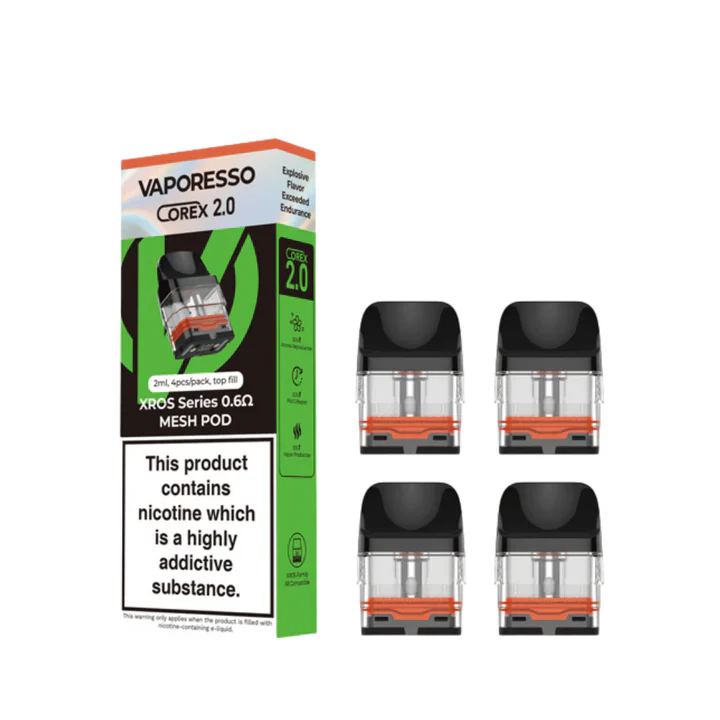 VAPORESSO
COREX 2.0
2ml, 4pcs/pack, top fill
XROS Series 0.6Ω
MESH POD
This product
contains
nicotine which
is a highly
addictive
substance.
This warning only applies when the product is filled with
nicotine-containing e-liquid.
Explosive
Flavor
Exceeded
Endurance
COREX
2.0